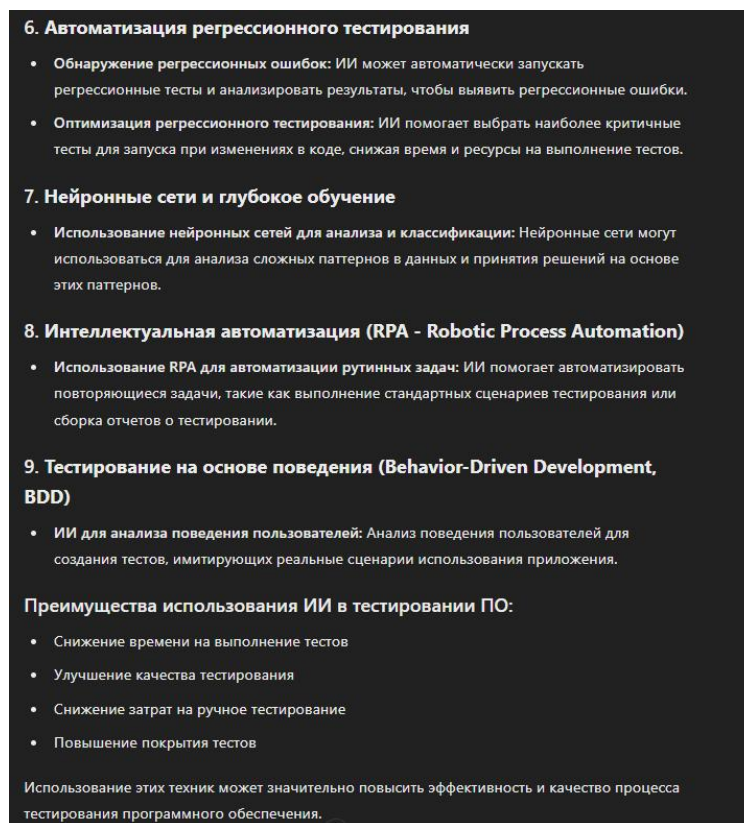 6. Автоматизация регрессионного тестирования
• Обнаружение регрессионных ошибок: ИИ может автоматически запускать
регрессионные тесты и анализировать результаты, чтобы выявить регрессионные ошибки.
• Оптимизация регрессионного тестирования: ИИ помогает выбрать наиболее критичные
тесты для запуска при изменениях в коде, снижая время и ресурсы на выполнение тестов.
7. Нейронные сети и глубокое обучение
• Использование нейронных сетей для анализа и классификации: Нейронные сети могут
использоваться для анализа сложных паттернов в данных и принятия решений на основе
этих паттернов.
8. Интеллектуальная автоматизация (RPA - Robotic Process Automation)
• Использование RPA для автоматизации рутинных задач: ИИ помогает автоматизировать
повторяющиеся задачи, такие как выполнение стандартных сценариев тестирования или
сборка отчетов о тестировании.
9. Тестирование на основе поведения (Behavior-Driven Development,
BDD)
• ИИ для анализа поведения пользователей: Анализ поведения пользователей для
создания тестов, имитирующих реальные сценарии использования приложения.
Преимущества использования ИИ в тестировании ПО:
• Снижение времени на выполнение тестов
• Улучшение качества тестирования
• Снижение затрат на ручное тестирование
• Повышение покрытия тестов
Использование этих техник может значительно повысить эффективность и качество процесса
тестирования программного обеспечения.